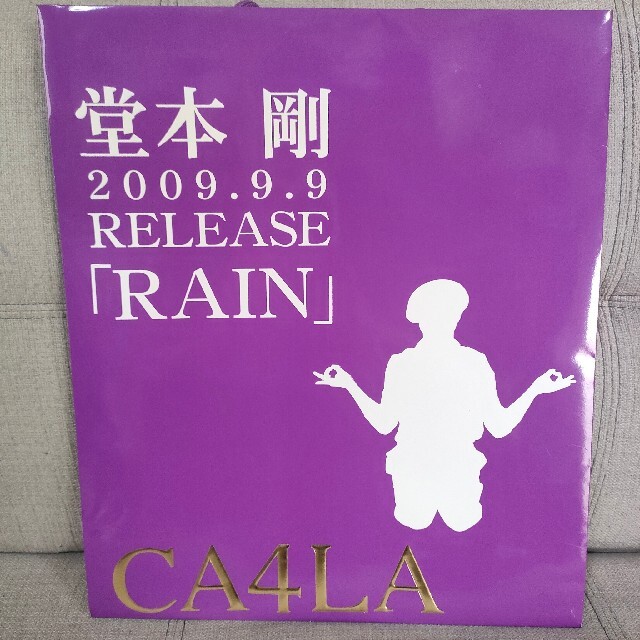 堂本 剛
2009.9.9
RELEASE
「RAIN」
CA4LA